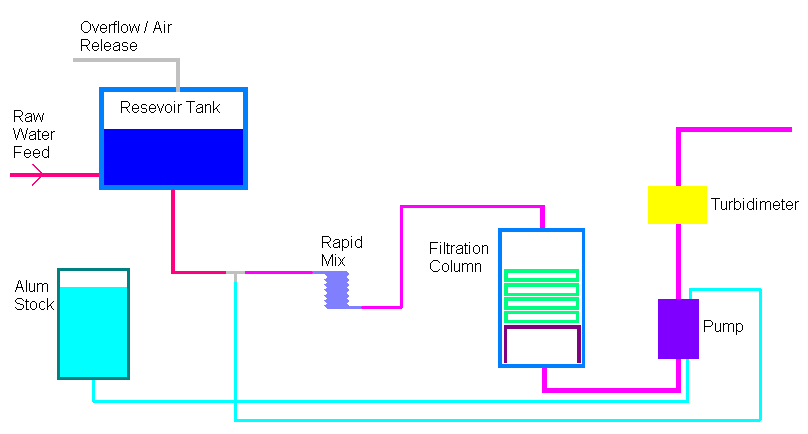 Overflow / Air
Release
Resevoir Tank
Raw
Water
Feed
Turbidimeter
Rapid
Mix
Filtration
Column
Alum
Stock
Pump